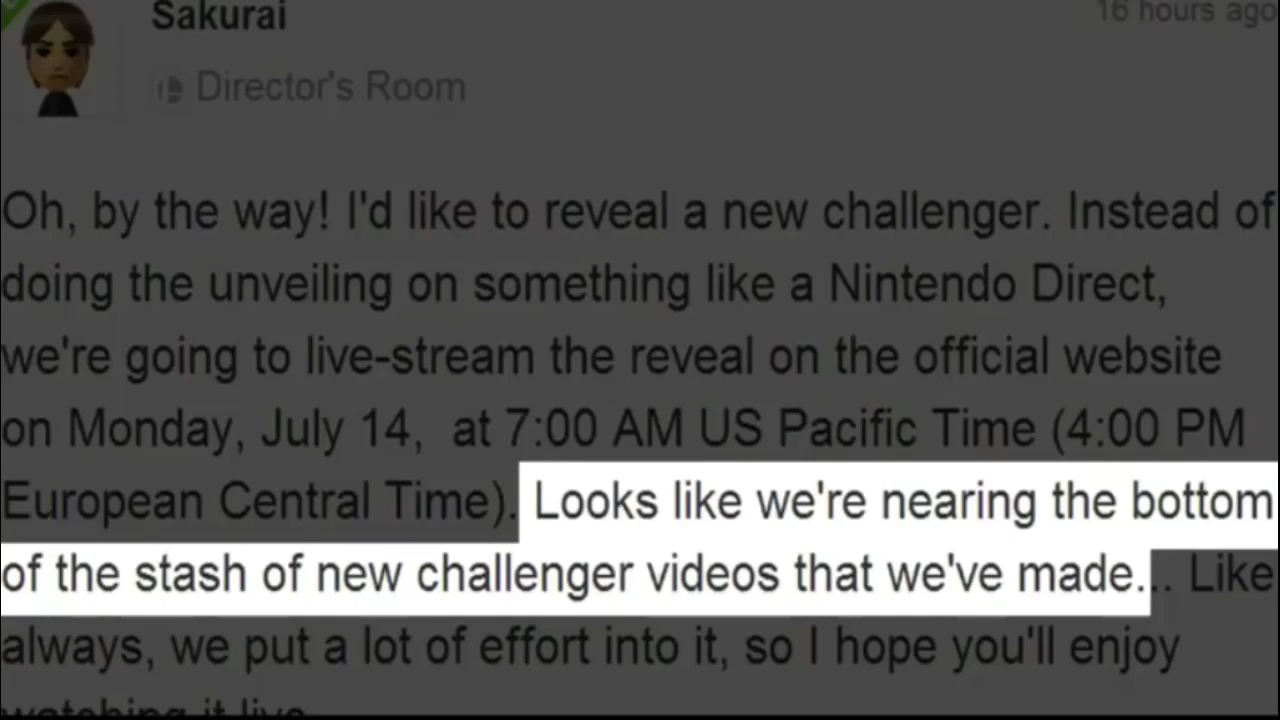 Sakurai
16 hours ago
Director's Room
Oh, by the way! I'd like to reveal a new challenger. Instead of
doing the unveiling on something like a Nintendo Direct,
we're going to live-stream the reveal on the official website
on Monday, July 14,  at 7:00 AM US Pacific Time (4:00 PM
European Central Time). Looks like we're nearing the bottom
of the stash of new challenger videos that we've made... Like
always, we put a lot of effort into it, so I hope you'll enjoy
watching it live.